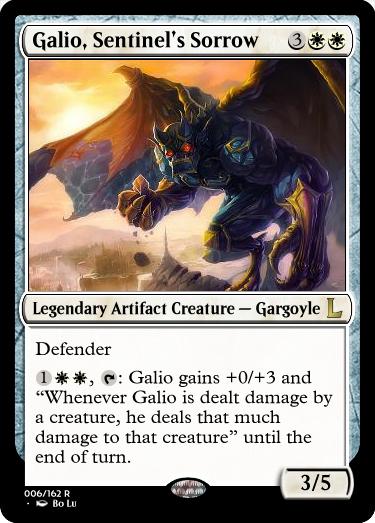 Galio, Sentinel's Sorrow 3
Legendary Artifact Creature — Gargoyle L
Defender
1, : Galio gains +0/+3 and
“Whenever Galio is dealt damage by
a creature, he deals that much
damage to that creature” until the
end of turn.
3/5
006/162 R
· Bo Lu